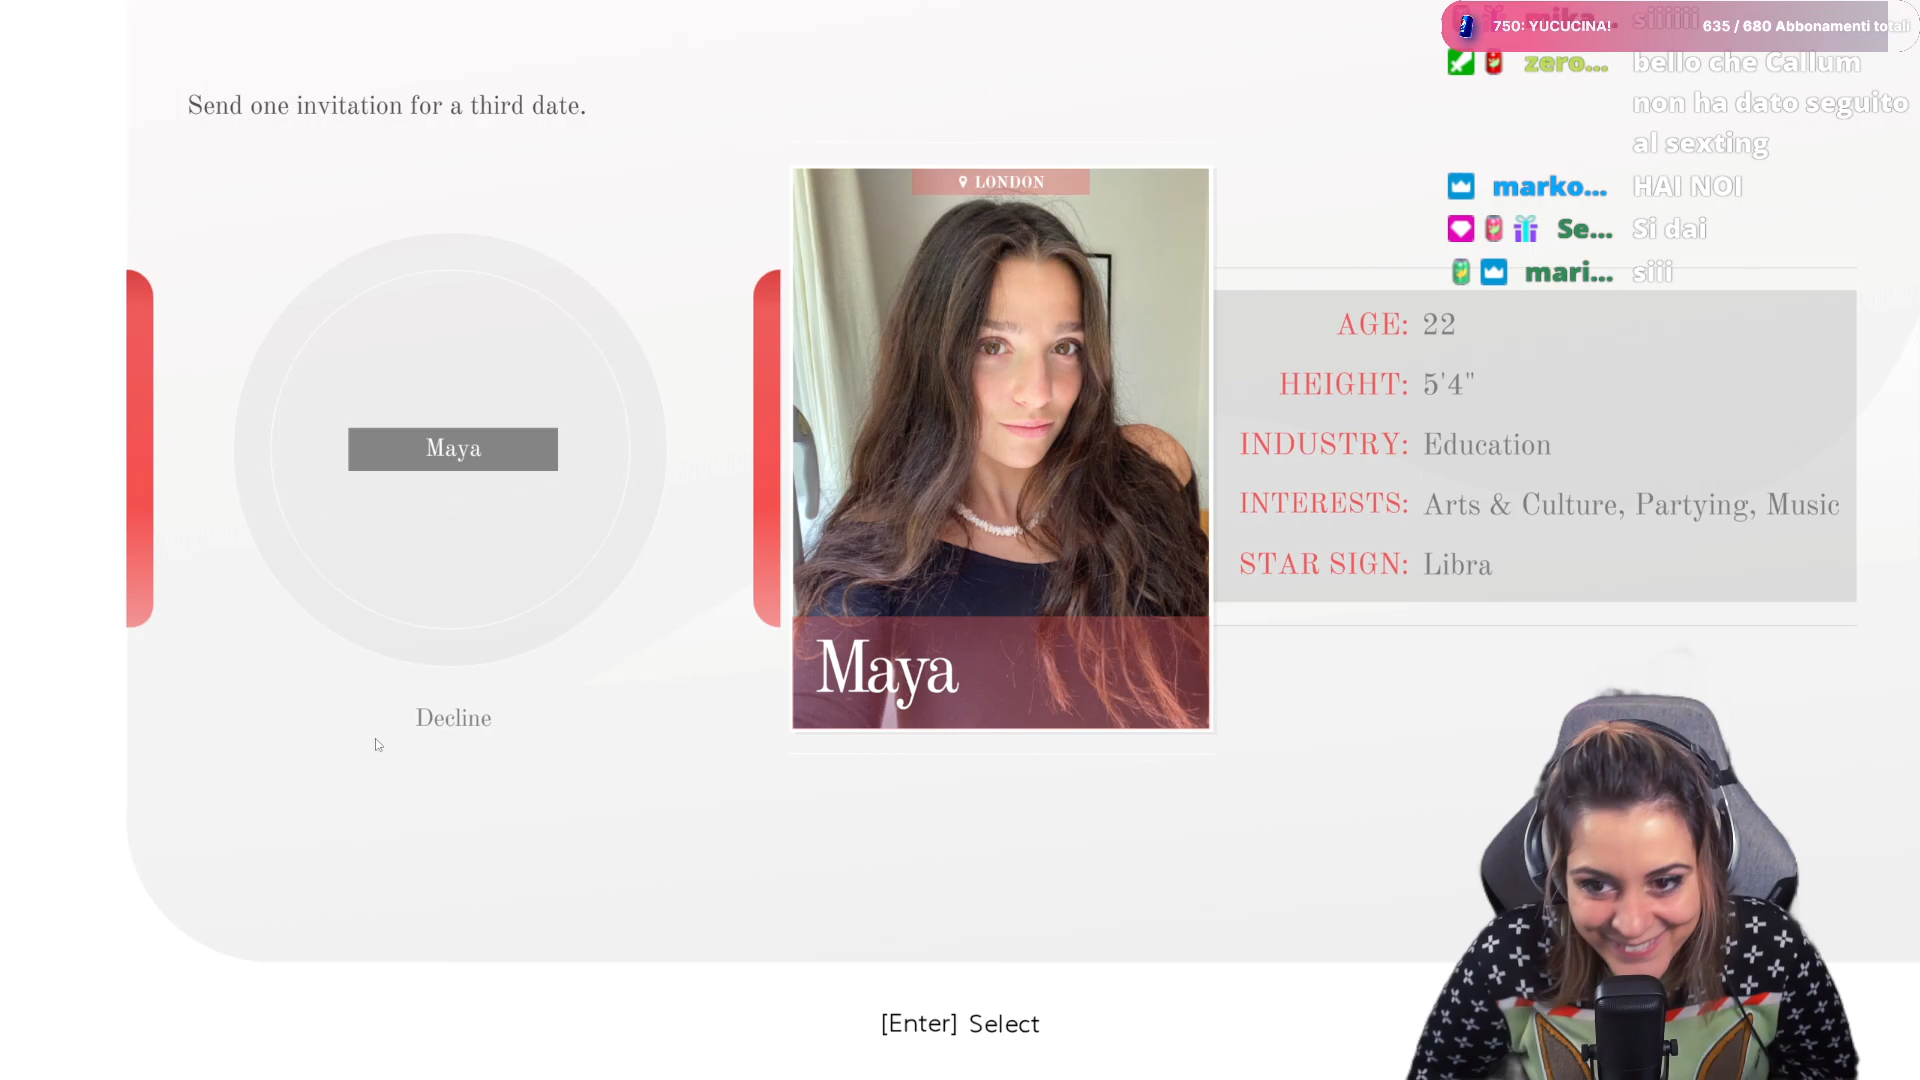 Send one invitation for a third date.
Maya
Decline
LONDON
Maya
AGE: 22
HEIGHT: 5'4"
INDUSTRY: Education
INTERESTS: Arts & Culture, Partying, Music
STAR SIGN: Libra
[Enter] Select
750: YUCUCINA!
635 / 680 Abbonamenti totali
mika... siiiiii
zero... bello che Callum
non ha dato seguito
al sexting
marko... HAI NOI
Se... Si dai
mari... siii